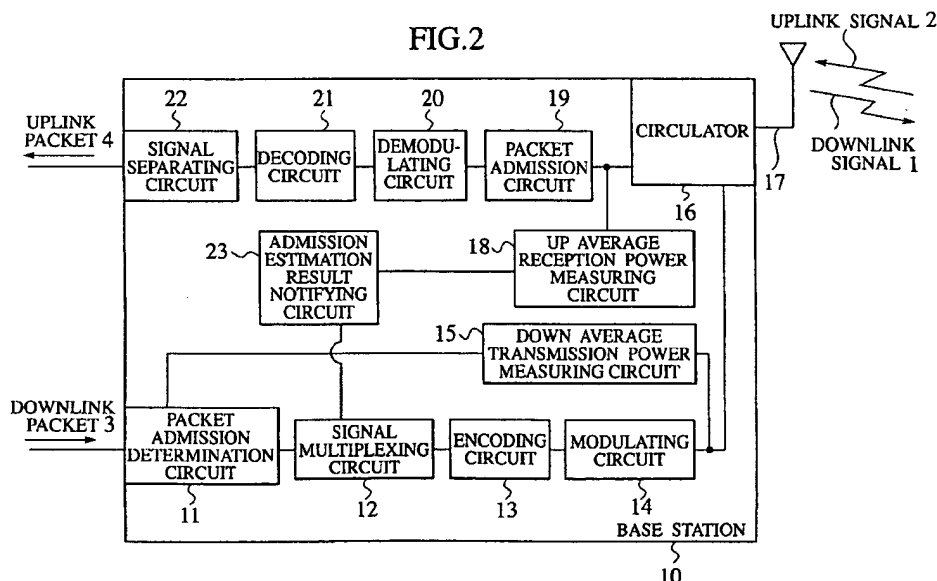 FIG.2
UPLINK SIGNAL 2
DOWNLINK
SIGNAL 1
17
UPLINK
PACKET 4
22
SIGNAL
SEPARATING
CIRCUIT
21
DECODING
CIRCUIT
20
DEMODU-
LATING
CIRCUIT
19
PACKET
ADMISSION
CIRCUIT
CIRCULATOR
16
23
ADMISSION
ESTIMATION
RESULT
NOTIFYING
CIRCUIT
18
UP AVERAGE
RECEPTION POWER
MEASURING
CIRCUIT
15
DOWN AVERAGE
TRANSMISSION POWER
MEASURING CIRCUIT
DOWNLINK
PACKET 3
PACKET
ADMISSION
DETERMINATION
CIRCUIT
11
SIGNAL
MULTIPLEXING
CIRCUIT
12
ENCODING
CIRCUIT
13
MODULATING
CIRCUIT
14
BASE STATION
10